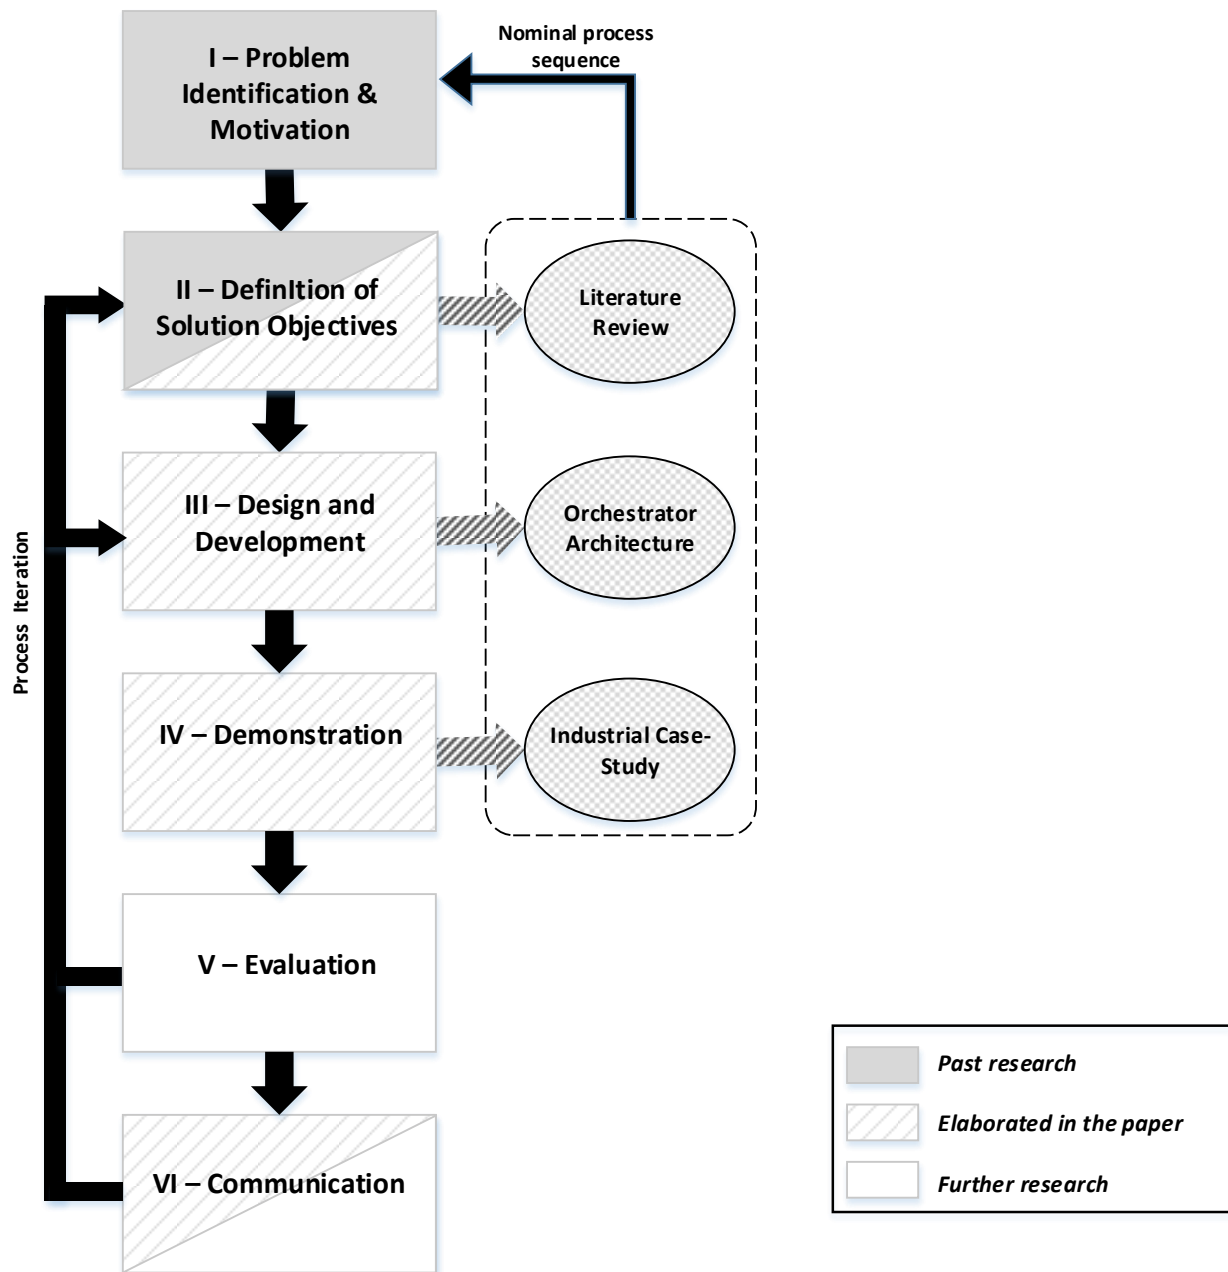 Nominal process
sequence
I – Problem
Identification &
Motivation
II – DefinItion of
Solution Objectives
Literature
Review
III – Design and
Development
Orchestrator
Architecture
Process Iteration
IV – Demonstration
Industrial Case-
Study
V – Evaluation
VI – Communication
Past research
Elaborated in the paper
Further research